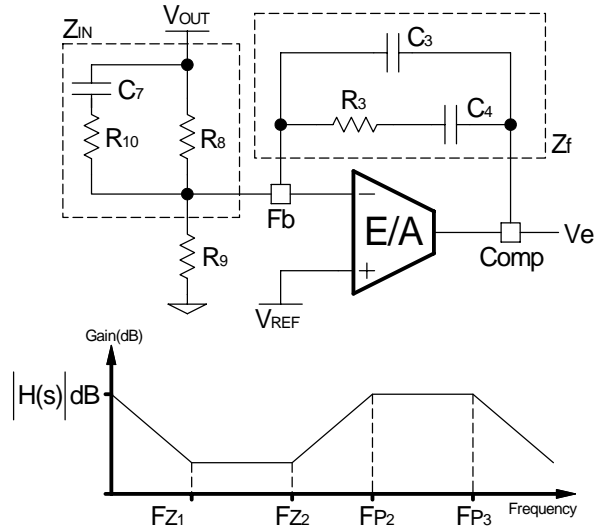 ZIN
VOUT
C7
R10
R8
C3
R3
C4
Zf
Fb
E/A
Comp
Ve
R9
VREF
Gain(dB)
|H(s)| dB
FZ1
FZ2
FP2
FP3
Frequency